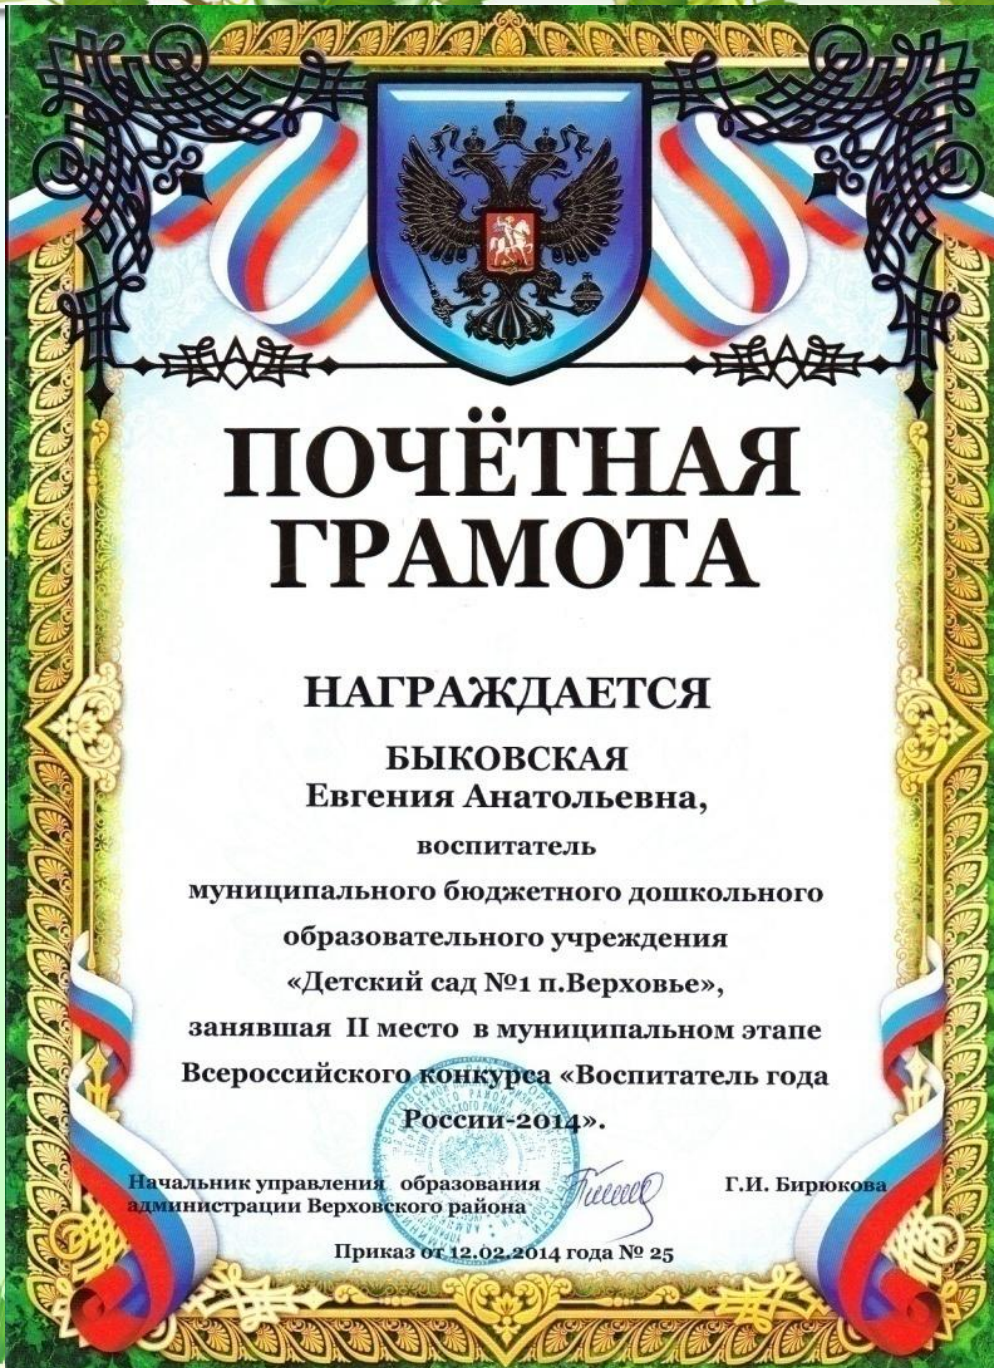 ПОЧЁТНАЯ
ГРАМОТА
НАГРАЖДАЕТСЯ
БЫКОВСКАЯ
Евгения Анатольевна,
воспитатель
муниципального бюджетного дошкольного
образовательного учреждения
«Детский сад №1 п.Верховье»,
занявшая II место в муниципальном этапе
Всероссийского конкурса «Воспитатель года
России-2014».
Начальник управления образования
администрации Верховского района
Г.И. Бирюкова
Приказ от 12.02.2014 года № 25